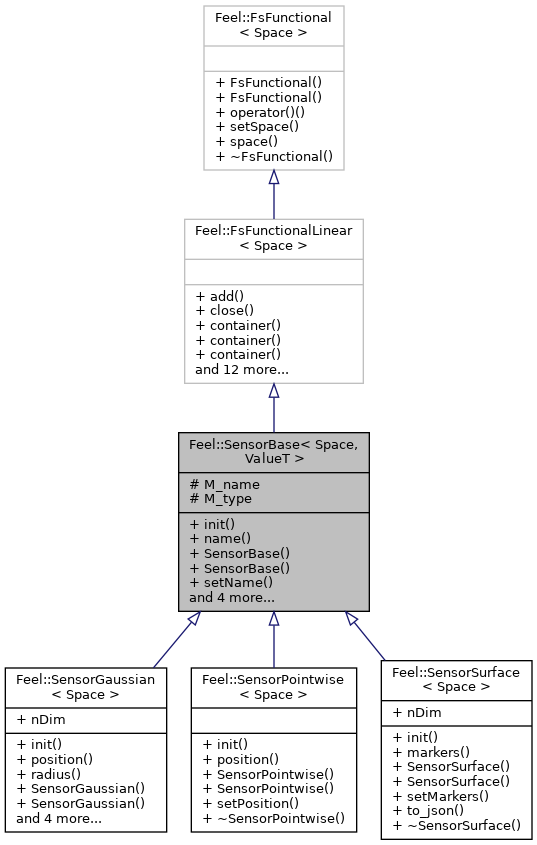 Feel::FsFunctional
< Space >
+ FsFunctional()
+ FsFunctional()
+ operator()()
+ setSpace()
+ space()
+ ~FsFunctional()
Feel::FsFunctionalLinear
< Space >
+ add()
+ close()
+ container()
+ container()
+ container()
and 12 more...
Feel::SensorBase< Space,
ValueT >
# M_name
# M_type
+ init()
+ name()
+ SensorBase()
+ SensorBase()
+ setName()
and 4 more...
Feel::SensorGaussian
< Space >
+ nDim
+ init()
+ position()
+ radius()
+ SensorGaussian()
+ SensorGaussian()
and 4 more...
Feel::SensorPointwise
< Space >
+ init()
+ position()
+ SensorPointwise()
+ SensorPointwise()
+ setPosition()
+ ~SensorPointwise()
Feel::SensorSurface
< Space >
+ nDim
+ init()
+ markers()
+ SensorSurface()
+ SensorSurface()
+ setMarkers()
+ to_json()
+ ~SensorSurface()